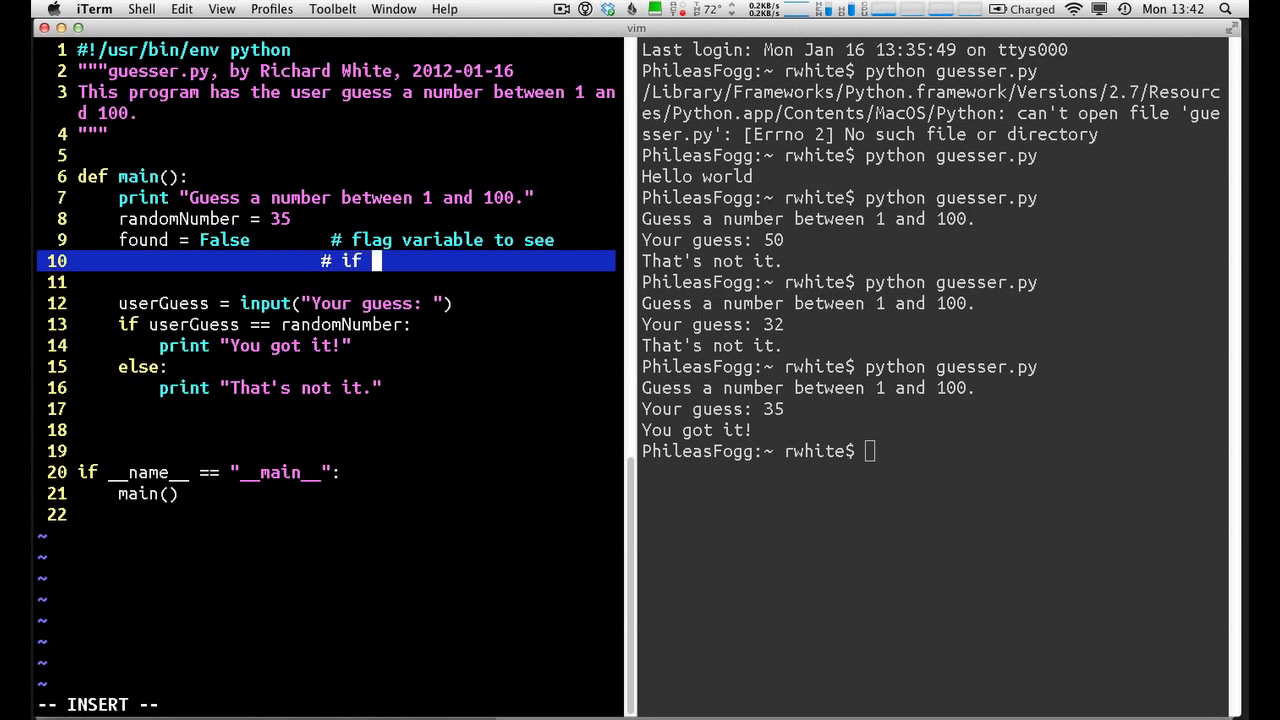 iTerm Shell Edit View Profiles Toolbelt Window Help 72° 0.2KB/s 0.2KB/s Charged Mon 13:42
vim
1 #!/usr/bin/env python
2 """guesser.py, by Richard White, 2012-01-16
3 This program has the user guess a number between 1 an
d 100.
4 """
5
6 def main():
7 print "Guess a number between 1 and 100."
8 randomNumber = 35
9 found = False # flag variable to see
10 # if
11
12 userGuess = input("Your guess: ")
13 if userGuess == randomNumber:
14 print "You got it!"
15 else:
16 print "That's not it."
17
18
19
20 if __name__ == "__main__":
21 main()
22
~
~
~
~
~
~
~
~
-- INSERT --
Last login: Mon Jan 16 13:35:49 on ttys000
PhileasFogg:~ rwhite$ python guesser.py
/Library/Frameworks/Python.framework/Versions/2.7/Resourc
es/Python.app/Contents/MacOS/Python: can't open file 'gue
sser.py': [Errno 2] No such file or directory
PhileasFogg:~ rwhite$ python guesser.py
Hello world
PhileasFogg:~ rwhite$ python guesser.py
Guess a number between 1 and 100.
Your guess: 50
That's not it.
PhileasFogg:~ rwhite$ python guesser.py
Guess a number between 1 and 100.
Your guess: 32
That's not it.
PhileasFogg:~ rwhite$ python guesser.py
Guess a number between 1 and 100.
Your guess: 35
You got it!
PhileasFogg:~ rwhite$